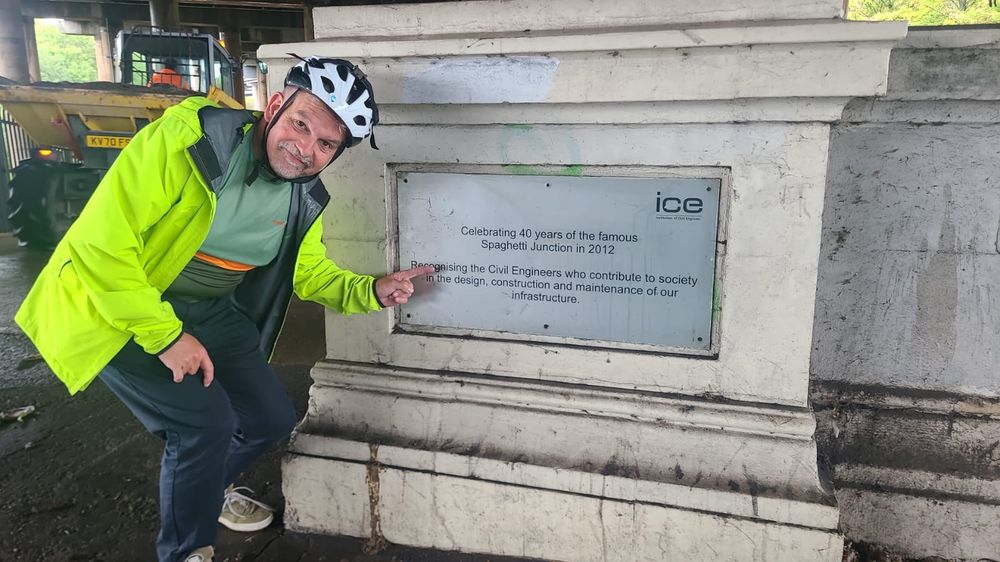 KV70 F
ice
Institution of Civil Engineers
Celebrating 40 years of the famous
Spaghetti Junction in 2012
Recognising the Civil Engineers who contribute to society
in the design, construction and maintenance of our
infrastructure.